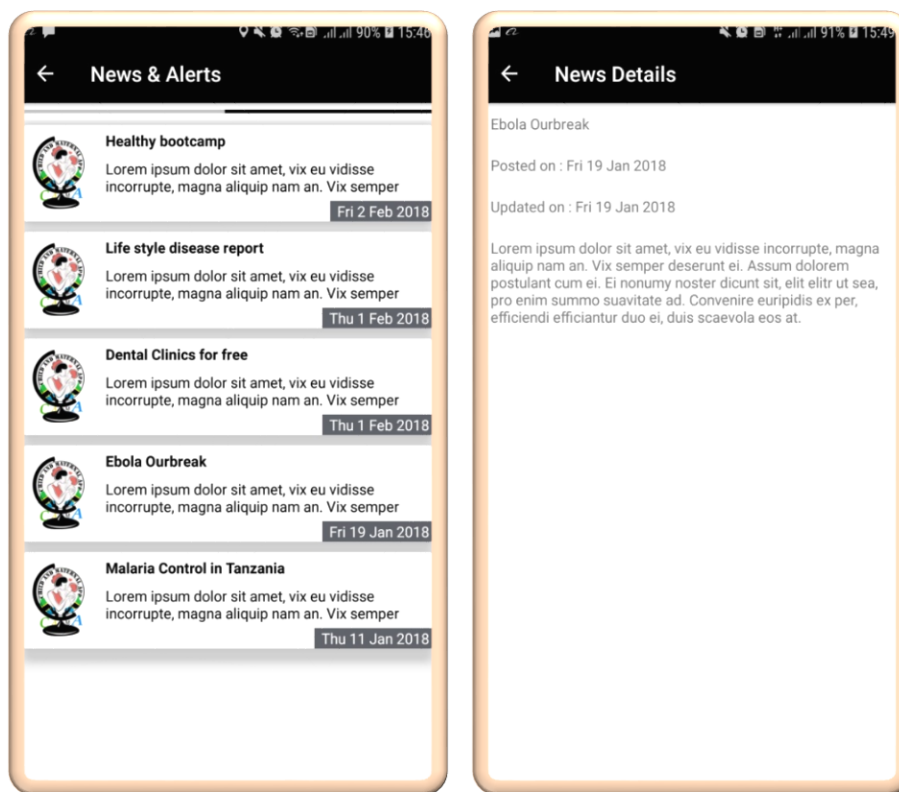 90% 15:46
News & Alerts
Healthy bootcamp
Lorem ipsum dolor sit amet, vix eu vidisse
incorrupte, magna aliquip nam an. Vix semper
Fri 2 Feb 2018
Life style disease report
Lorem ipsum dolor sit amet, vix eu vidisse
incorrupte, magna aliquip nam an. Vix semper
Thu 1 Feb 2018
Dental Clinics for free
Lorem ipsum dolor sit amet, vix eu vidisse
incorrupte, magna aliquip nam an. Vix semper
Thu 1 Feb 2018
Ebola Ourbreak
Lorem ipsum dolor sit amet, vix eu vidisse
incorrupte, magna aliquip nam an. Vix semper
Fri 19 Jan 2018
Malaria Control in Tanzania
Lorem ipsum dolor sit amet, vix eu vidisse
incorrupte, magna aliquip nam an. Vix semper
Thu 11 Jan 2018
91% 15:49
News Details
Ebola Ourbreak
Posted on : Fri 19 Jan 2018
Updated on : Fri 19 Jan 2018
Lorem ipsum dolor sit amet, vix eu vidisse incorrupte, magna
aliquip nam an. Vix semper deserunt ei. Assum dolorem
postulant cum ei. Ei nonumy noster dicunt sit, elit elitr ut sea,
pro enim summo suavitate ad. Convenire euripidis ex per,
efficiendi efficiantur duo ei, duis scaevola eos at.